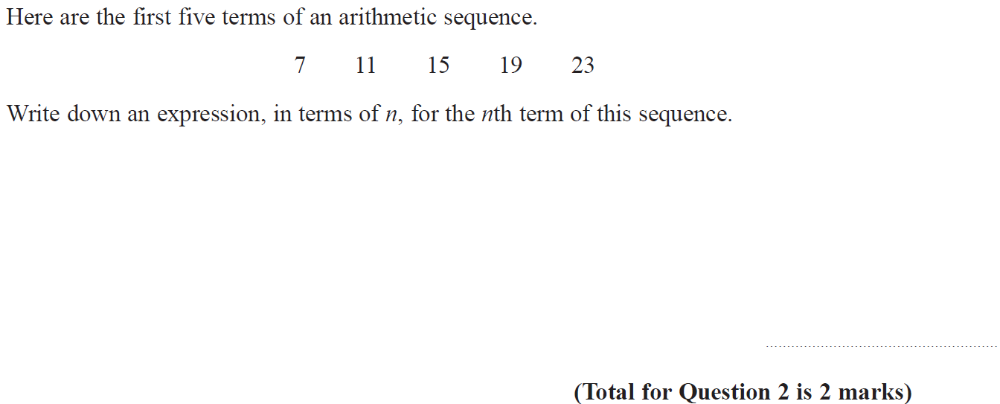 Here are the first five terms of an arithmetic sequence.
7 11 15 19 23
Write down an expression, in terms of n, for the nth term of this sequence.
(Total for Question 2 is 2 marks)